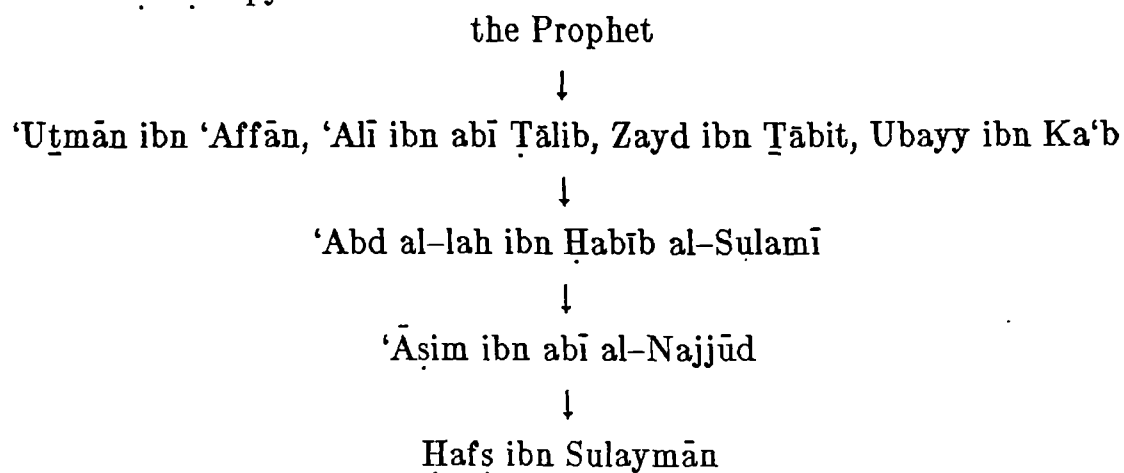 the Prophet
↓
‘Uṯmān ibn ‘Affān, ‘Alī ibn abī Ṭālib, Zayd ibn Ṯābit, Ubayy ibn Ka‘b
↓
‘Abd al–lah ibn Ḥabīb al–Sulamī
↓
‘Āṣim ibn abī al–Najjūd
↓
Ḥafṣ ibn Sulaymān